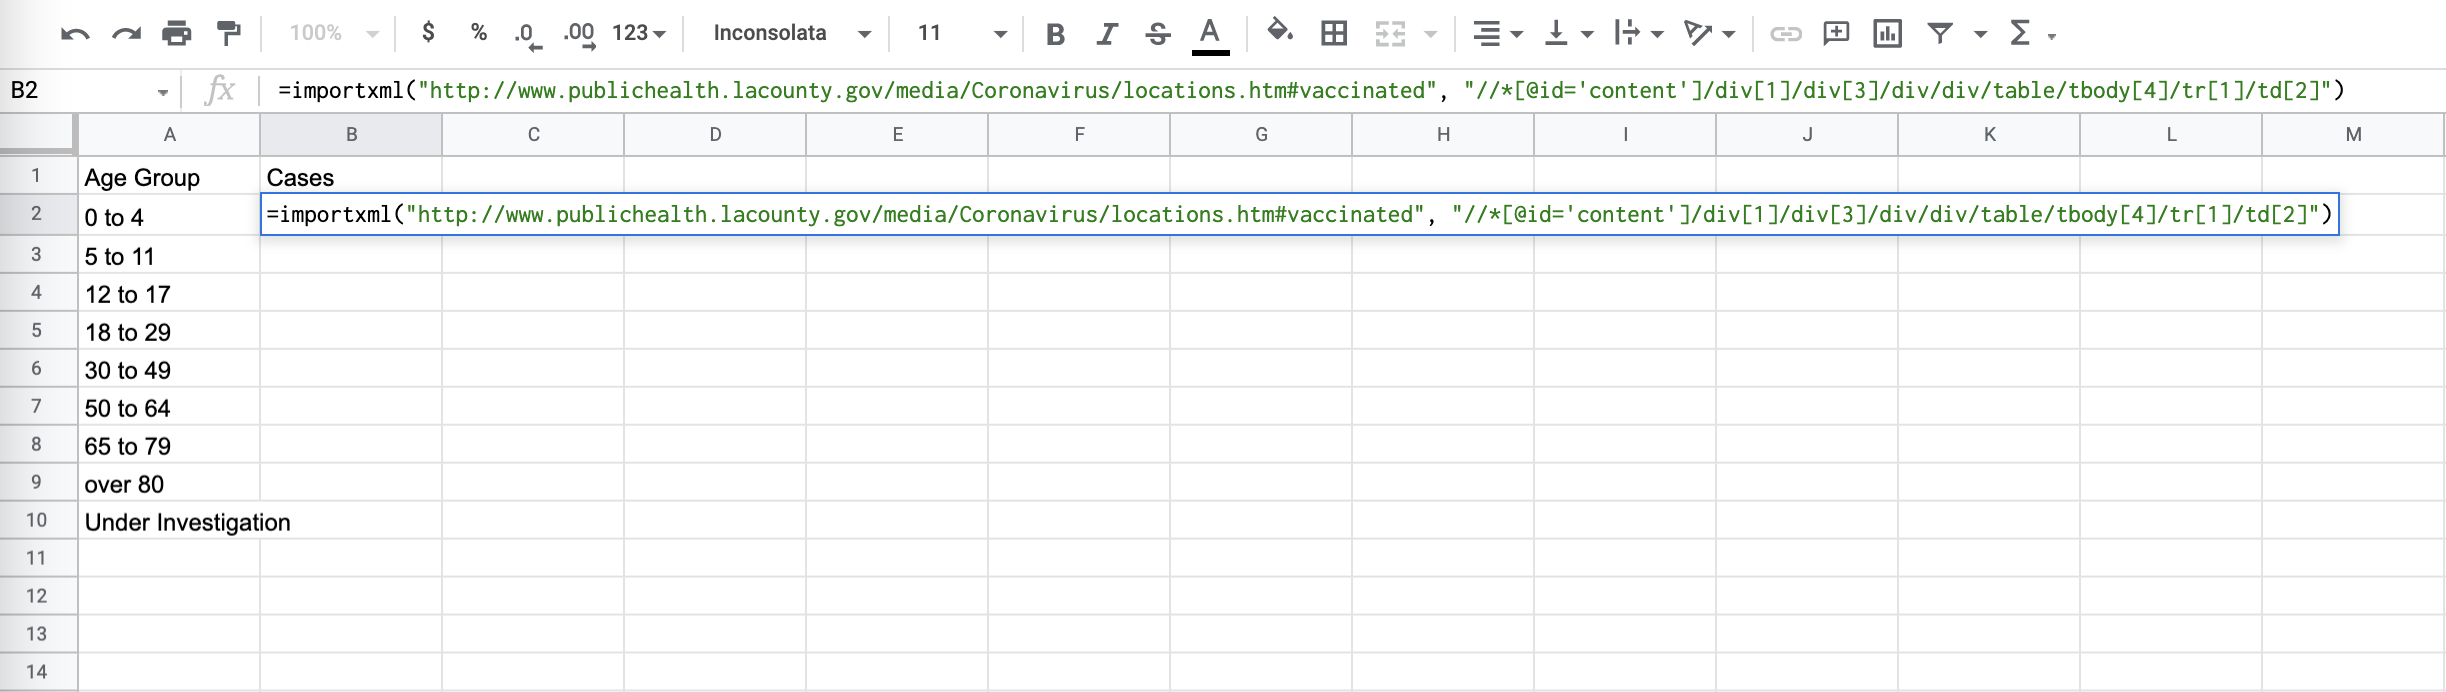 100% $ % .0 .00 123 Inconsolata 11 B I S A Σ
B2 fx =importxml("http://www.publichealth.lacounty.gov/media/Coronavirus/locations.htm#vaccinated", "//*[@id='content']/div[1]/div[3]/div/div/table/tbody[4]/tr[1]/td[2]")
A B C D E F G H I J K L M
1 Age Group Cases
2 0 to 4 =importxml("http://www.publichealth.lacounty.gov/media/Coronavirus/locations.htm#vaccinated", "//*[@id='content']/div[1]/div[3]/div/div/table/tbody[4]/tr[1]/td[2]")
3 5 to 11
4 12 to 17
5 18 to 29
6 30 to 49
7 50 to 64
8 65 to 79
9 over 80
10 Under Investigation
11
12
13
14